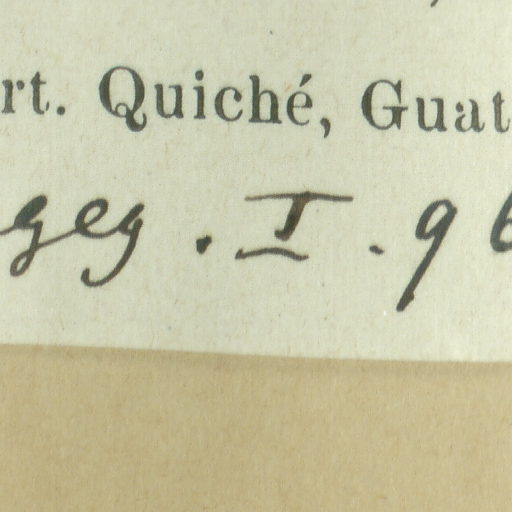 rt. Quiché, Guat
geg. I. 96